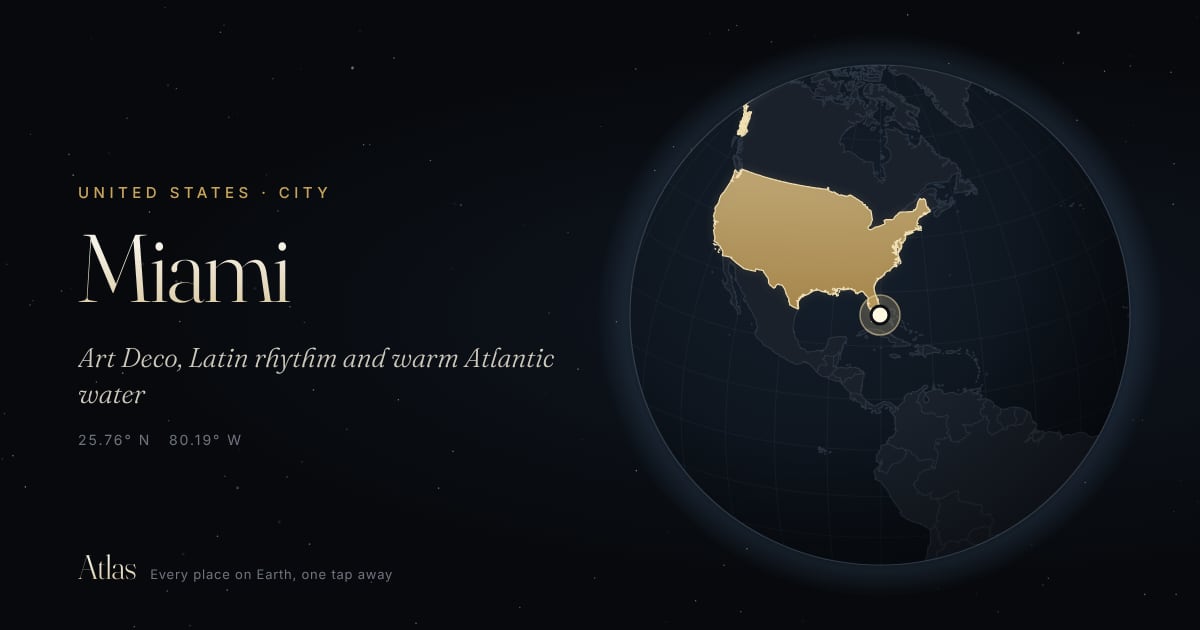 UNITED STATES · CITY
Miami
Art Deco, Latin rhythm and warm Atlantic
water
25.76° N 80.19° W
Atlas Every place on Earth, one tap away